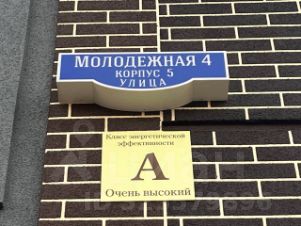 МОЛОДЕЖНАЯ 4
КОРПУС 5
УЛИЦА
Класс энергетической
эффективности
А
Очень высокий